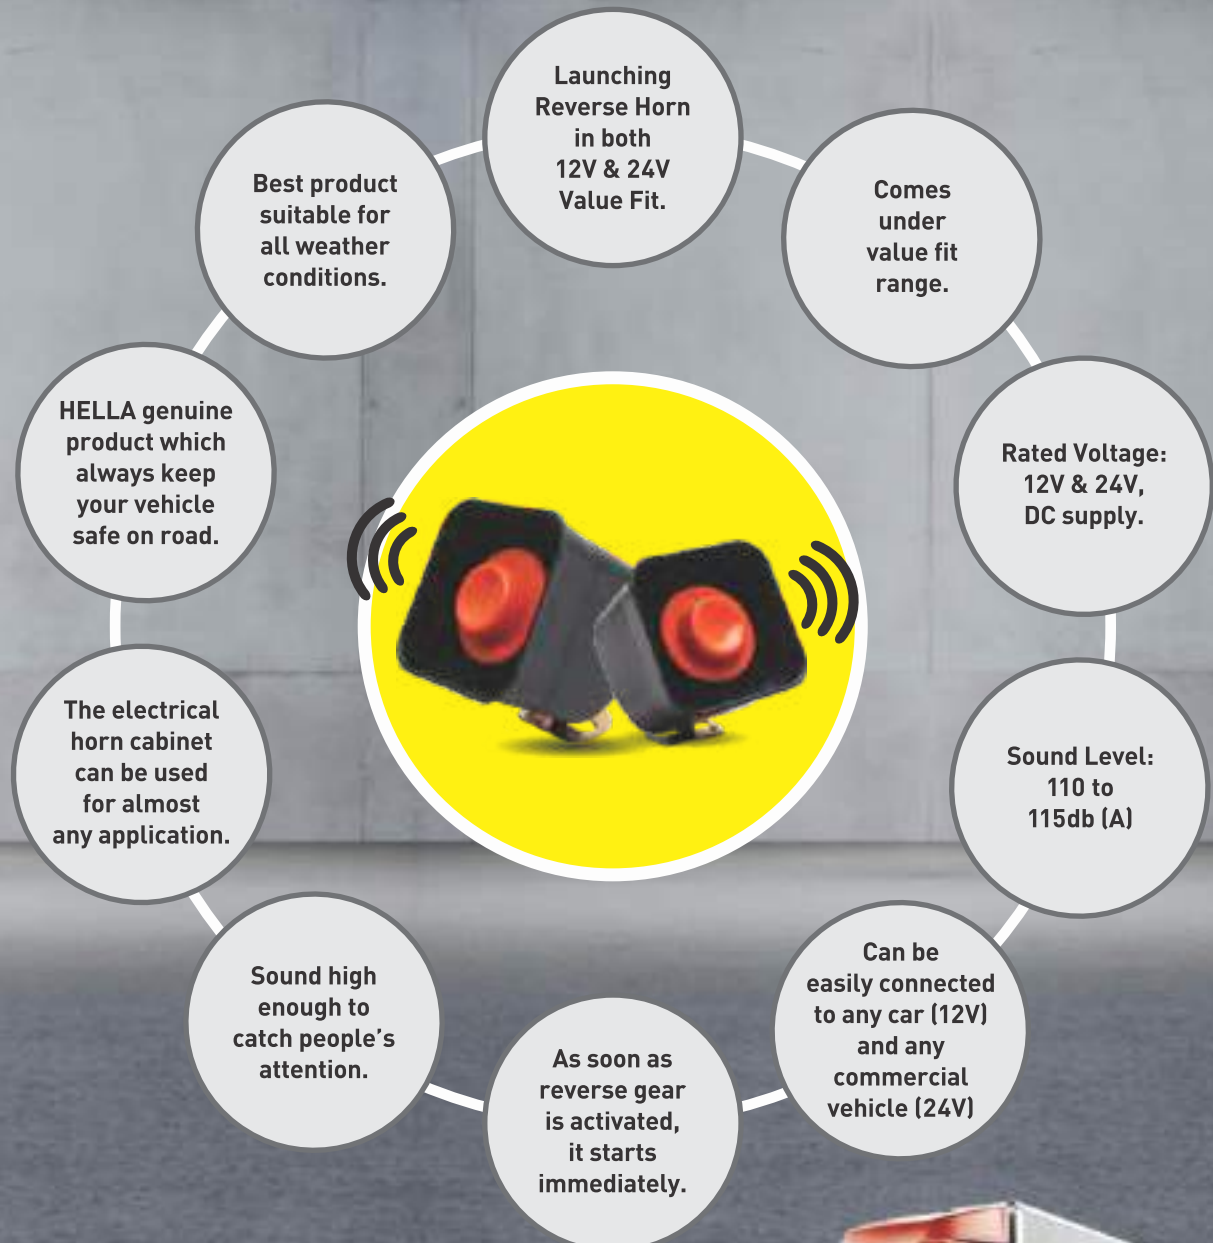 Launching
Reverse Horn
in both
12V & 24V
Value Fit.
Comes
under
value fit
range.
Rated Voltage:
12V & 24V,
DC supply.
Sound Level:
110 to
115db (A)
Can be
easily connected
to any car (12V)
and any
commercial
vehicle (24V)
As soon as
reverse gear
is activated,
it starts
immediately.
Sound high
enough to
catch people's
attention.
The electrical
horn cabinet
can be used
for almost
any application.
HELLA genuine
product which
always keep
your vehicle
safe on road.
Best product
suitable for
all weather
conditions.